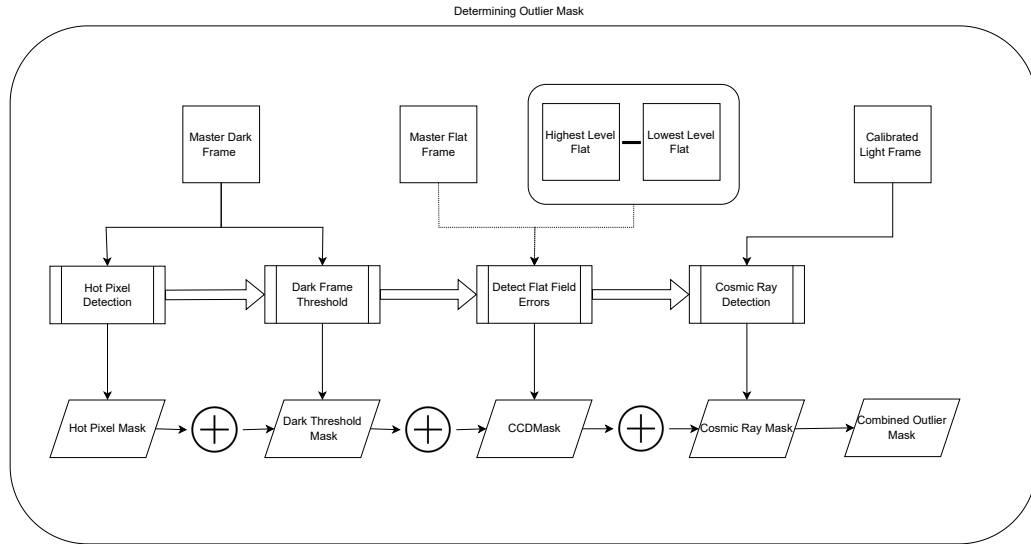 Determining Outlier Mask
Master Dark
Frame
Master Flat
Frame
Highest Level
Flat
Lowest Level
Flat
Calibrated
Light Frame
Hot Pixel
Detection
Dark Frame
Threshold
Detect Flat Field
Errors
Cosmic Ray
Detection
Hot Pixel Mask
Dark Threshold
Mask
CCDMask
Cosmic Ray Mask
Combined Outlier
Mask